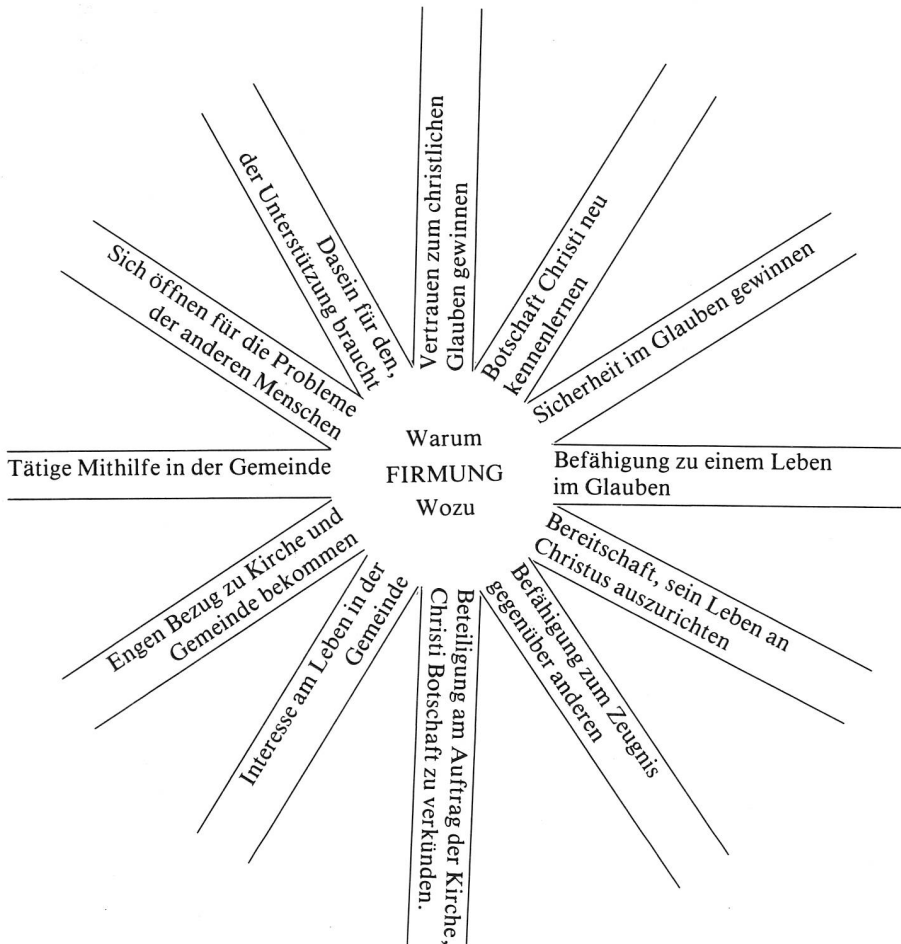 Warum
FIRMUNG
Wozu
Vertrauen zum christlichen
Glauben gewinnen
Botschaft Christi neu
kennenlernen
Sicherheit im Glauben gewinnen
Befähigung zu einem Leben
im Glauben
Bereitschaft, sein Leben an
Christus auszurichten
Befähigung zum Zeugnis
gegenüber anderen
Beteiligung am Auftrag der Kirche,
Christi Botschaft zu verkünden.
Interesse am Leben in der
Gemeinde
Engen Bezug zu Kirche und
Gemeinde bekommen
Tätige Mithilfe in der Gemeinde
Sich öffnen für die Probleme
der anderen Menschen
Dasein für den,
der Unterstützung braucht